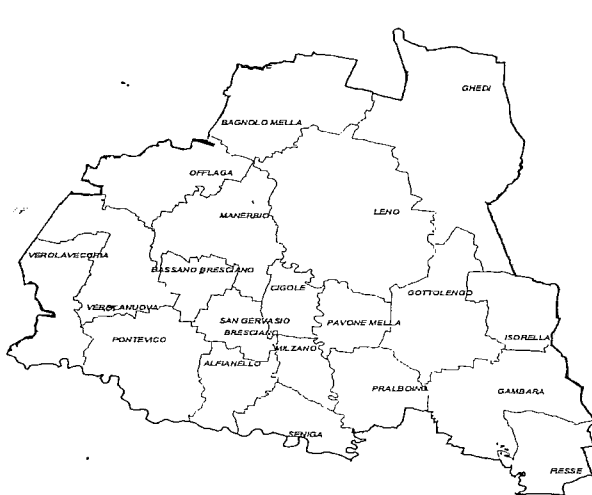 GHEDI
BAGNOLO MELLA
OFFLAGA
MANERBIO
LENO
VEROLAVECCHIA
BASSANO BRESCIANO
CIGOLE
GOTTOLENGO
VEROLANUOVA
SAN GERVASIO
BRESCIANO
PAVONE MELLA
PONTEVICO
ISORELLA
MILZANO
ALFIANELLO
PRALBOINO
GAMBARA
SENIGA
FIESSE